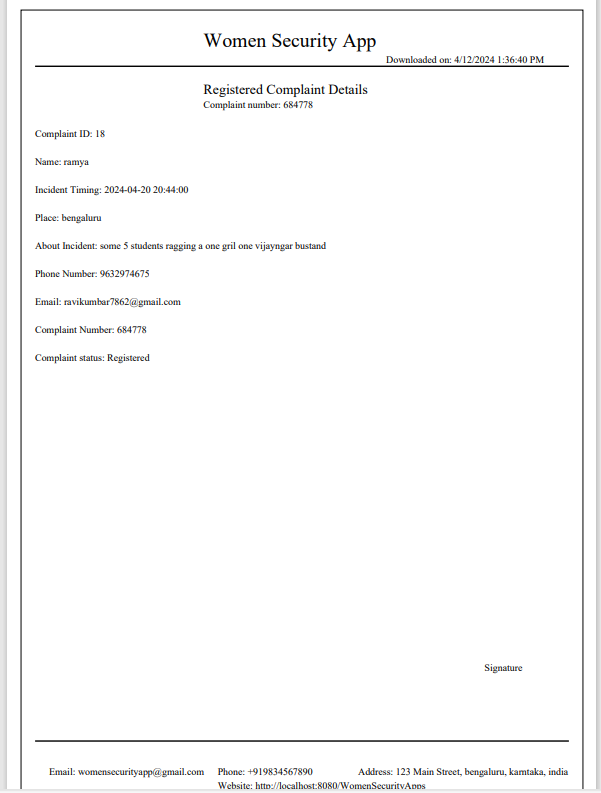 Women Security App
Downloaded on: 4/12/2024 1:36:40 PM
Registered Complaint Details
Complaint number: 684778
Complaint ID: 18
Name: ramya
Incident Timing: 2024-04-20 20:44:00
Place: bengaluru
About Incident: some 5 students ragging a one gril one vijayngar bustand
Phone Number: 9632974675
Email: ravikumbar7862@gmail.com
Complaint Number: 684778
Complaint status: Registered
Signature
Email: womensecurityapp@gmail.com Phone: +919834567890 Address: 123 Main Street, bengaluru, karntaka, india
Website: http://localhost:8080/WomenSecurityApps